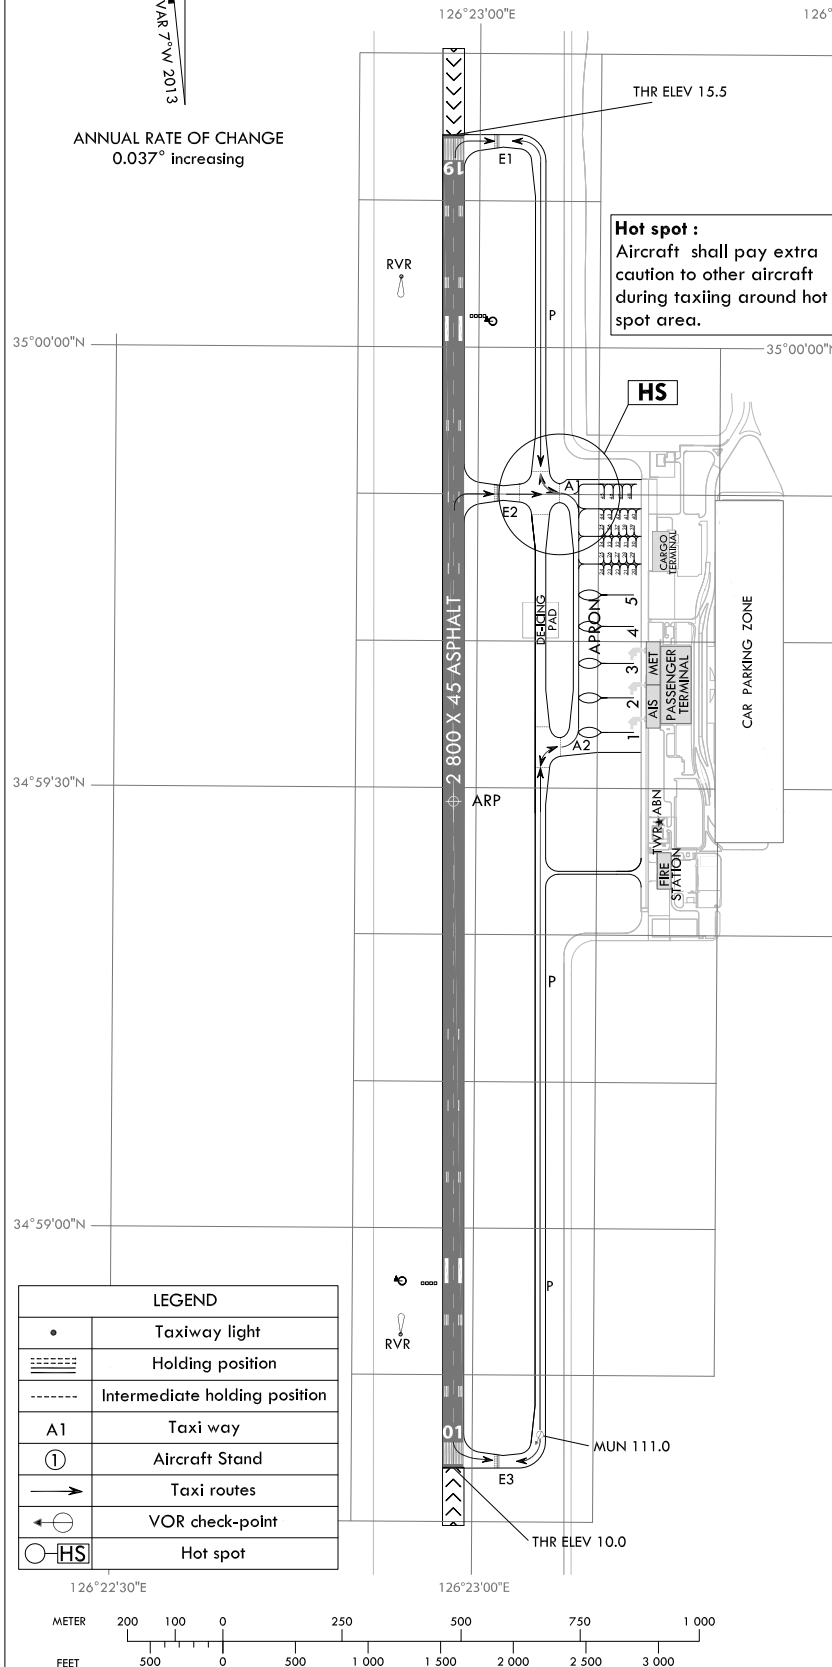 126°23'00"E
126°
VAR 7°W 2013
THR ELEV 15.5
ANNUAL RATE OF CHANGE
0.037° increasing
19
E1
Hot spot :
Aircraft shall pay extra
caution to other aircraft
during taxiing around hot
spot area.
RVR
P
35°00'00"N
35°00'00"N
HS
A
E2
CARGO
TERMINAL
DE-ICING
PAD
APRON
5
4
3
2
1
MET
AIS
PASSENGER
TERMINAL
CAR PARKING ZONE
2 800 X 45 ASPHALT
A2
34°59'30"N
ARP
TWR★ABN
FIRE
STATION
P
34°59'00"N
P
RVR
LEGEND
Taxiway light
Holding position
Intermediate holding position
A1 Taxi way
1 Aircraft Stand
Taxi routes
VOR check-point
HS Hot spot
01
MUN 111.0
E3
THR ELEV 10.0
126°22'30"E
126°23'00"E
METER 200 100 0 250 500 750 1 000
FEET 500 0 500 1 000 1 500 2 000 2 500 3 000